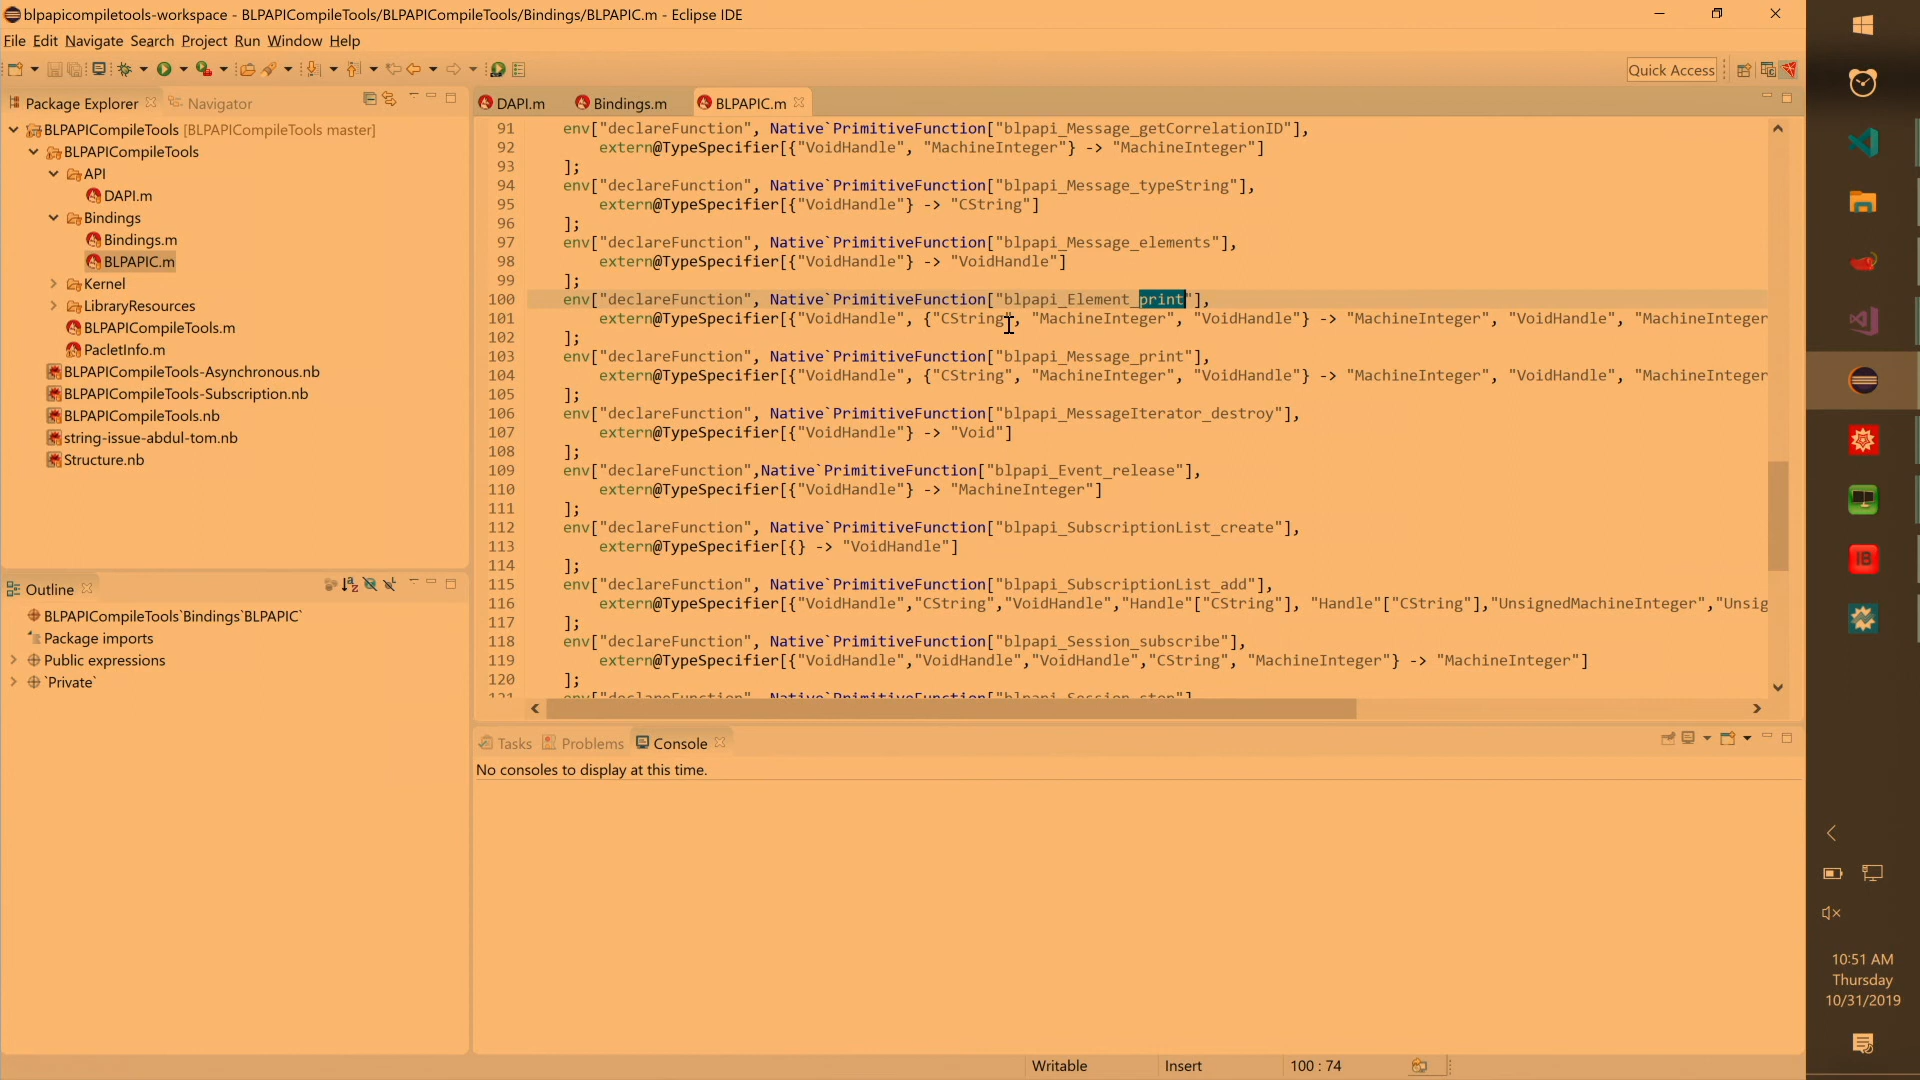 blpapicompiletools-workspace - BLPAPICompileTools/BLPAPICompileTools/Bindings/BLPAPIC.m - Eclipse IDE
File Edit Navigate Search Project Run Window Help
Quick Access
Package Explorer
Navigator
BLPAPICompileTools [BLPAPICompileTools master]
BLPAPICompileTools
API
DAPI.m
Bindings
Bindings.m
BLPAPIC.m
Kernel
LibraryResources
BLPAPICompileTools.m
PacletInfo.m
BLPAPICompileTools-Asynchronous.nb
BLPAPICompileTools-Subscription.nb
BLPAPICompileTools.nb
string-issue-abdul-tom.nb
Structure.nb
Outline
BLPAPICompileTools`Bindings`BLPAPIC`
Package imports
Public expressions
`Private`
DAPI.m
Bindings.m
BLPAPIC.m
91 env["declareFunction", Native`PrimitiveFunction["blpapi_Message_getCorrelationID"],
92 extern@TypeSpecifier[{"VoidHandle", "MachineInteger"} -> "MachineInteger"]
93 ];
94 env["declareFunction", Native`PrimitiveFunction["blpapi_Message_typeString"],
95 extern@TypeSpecifier[{"VoidHandle"} -> "CString"]
96 ];
97 env["declareFunction", Native`PrimitiveFunction["blpapi_Message_elements"],
98 extern@TypeSpecifier[{"VoidHandle"} -> "VoidHandle"]
99 ];
100 env["declareFunction", Native`PrimitiveFunction["blpapi_Element_print"],
101 extern@TypeSpecifier[{"VoidHandle", {"CString", "MachineInteger", "VoidHandle"} -> "MachineInteger", "VoidHandle", "MachineInteger
102 ];
103 env["declareFunction", Native`PrimitiveFunction["blpapi_Message_print"],
104 extern@TypeSpecifier[{"VoidHandle", {"CString", "MachineInteger", "VoidHandle"} -> "MachineInteger", "VoidHandle", "MachineInteger
105 ];
106 env["declareFunction", Native`PrimitiveFunction["blpapi_MessageIterator_destroy"],
107 extern@TypeSpecifier[{"VoidHandle"} -> "Void"]
108 ];
109 env["declareFunction",Native`PrimitiveFunction["blpapi_Event_release"],
110 extern@TypeSpecifier[{"VoidHandle"} -> "MachineInteger"]
111 ];
112 env["declareFunction", Native`PrimitiveFunction["blpapi_SubscriptionList_create"],
113 extern@TypeSpecifier[{} -> "VoidHandle"]
114 ];
115 env["declareFunction", Native`PrimitiveFunction["blpapi_SubscriptionList_add"],
116 extern@TypeSpecifier[{"VoidHandle","CString","VoidHandle","Handle"["CString"], "Handle"["CString"],"UnsignedMachineInteger","Unsig
117 ];
118 env["declareFunction", Native`PrimitiveFunction["blpapi_Session_subscribe"],
119 extern@TypeSpecifier[{"VoidHandle","VoidHandle","VoidHandle","CString", "MachineInteger"} -> "MachineInteger"]
120 ];
121 env["declareFunction", Native`PrimitiveFunction["blpapi_Session_stop"]
Tasks
Problems
Console
No consoles to display at this time.
Writable
Insert
100 : 74
IB
10:51 AM
Thursday
10/31/2019